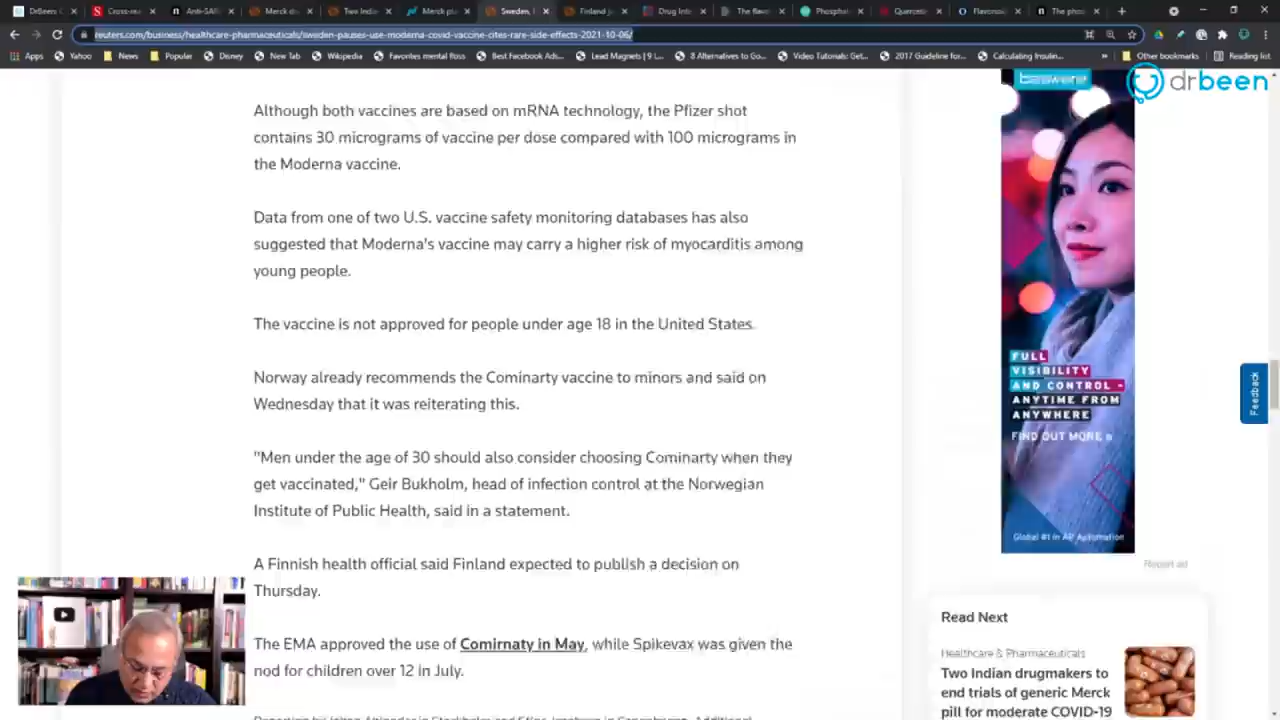 DrBeen
Anti-SAR
Merck d
Two Indi
Merck pl
Sweden,
Finland j
Drug Inte
The flav
Phosphat
Quercet
Flavonoi
The phos
reuters.com/business/healthcare-pharmaceuticals/sweden-pauses-use-moderna-covid-vaccine-cites-rare-side-effects-2021-10-06/
Apps Yahoo News Popular Disney New Tab Wikipedia Favorites mental floss Best Facebook Ads... Lead Magnets | 9 L... 8 Alternatives to Go... Video Tutorials: Get... 2017 Guideline for... Calculating Insulin... Other bookmarks Reading list
drbeen
Although both vaccines are based on mRNA technology, the Pfizer shot
contains 30 micrograms of vaccine per dose compared with 100 micrograms in
the Moderna vaccine.
Data from one of two U.S. vaccine safety monitoring databases has also
suggested that Moderna's vaccine may carry a higher risk of myocarditis among
young people.
The vaccine is not approved for people under age 18 in the United States.
Norway already recommends the Cominarty vaccine to minors and said on
Wednesday that it was reiterating this.
"Men under the age of 30 should also consider choosing Cominarty when they
get vaccinated," Geir Bukholm, head of infection control at the Norwegian
Institute of Public Health, said in a statement.
A Finnish health official said Finland expected to publish a decision on
Thursday.
The EMA approved the use of Comirnaty in May, while Spikevax was given the
nod for children over 12 in July.
FULL
VISIBILITY
AND CONTROL -
ANYTIME FROM
ANYWHERE
FIND OUT MORE
Global #1 in AP Automation
Report ad
Feedback
Read Next
Healthcare & Pharmaceuticals
Two Indian drugmakers to
end trials of generic Merck
pill for moderate COVID-19